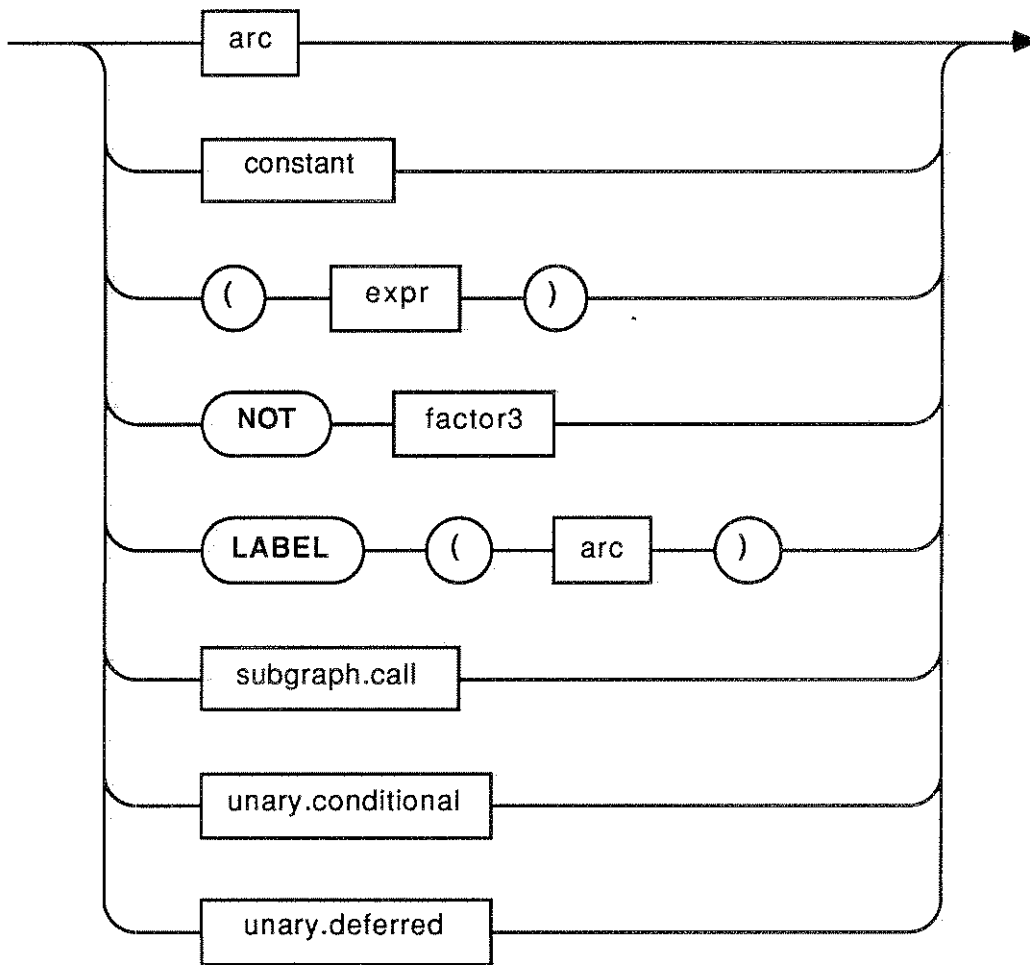 arc
constant
( expr )
NOT factor3
LABEL ( arc )
subgraph.call
unary.conditional
unary.deferred